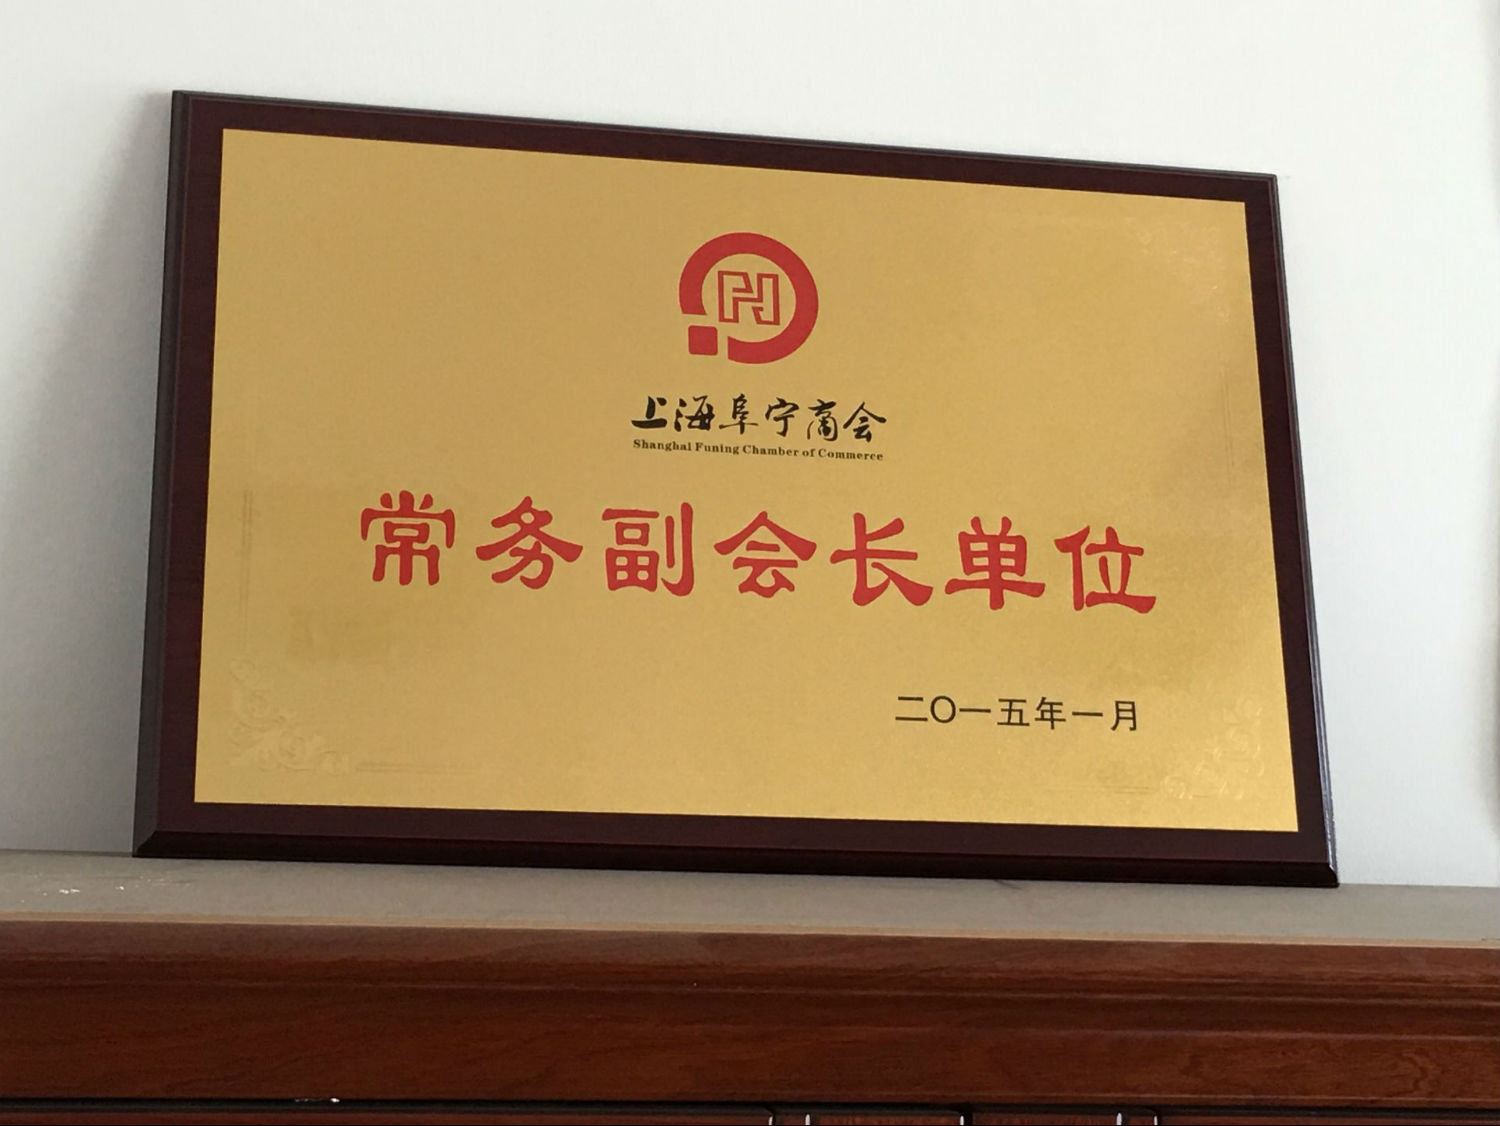 上海阜宁商会
Shanghai Funing Chamber of Commerce
常务副会长单位
二〇一五年一月